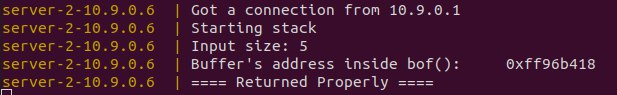 server-2-10.9.0.6  | Got a connection from 10.9.0.1
server-2-10.9.0.6  | Starting stack
server-2-10.9.0.6  | Input size: 5
server-2-10.9.0.6  | Buffer's address inside bof():     0xff96b418
server-2-10.9.0.6  | ==== Returned Properly ====